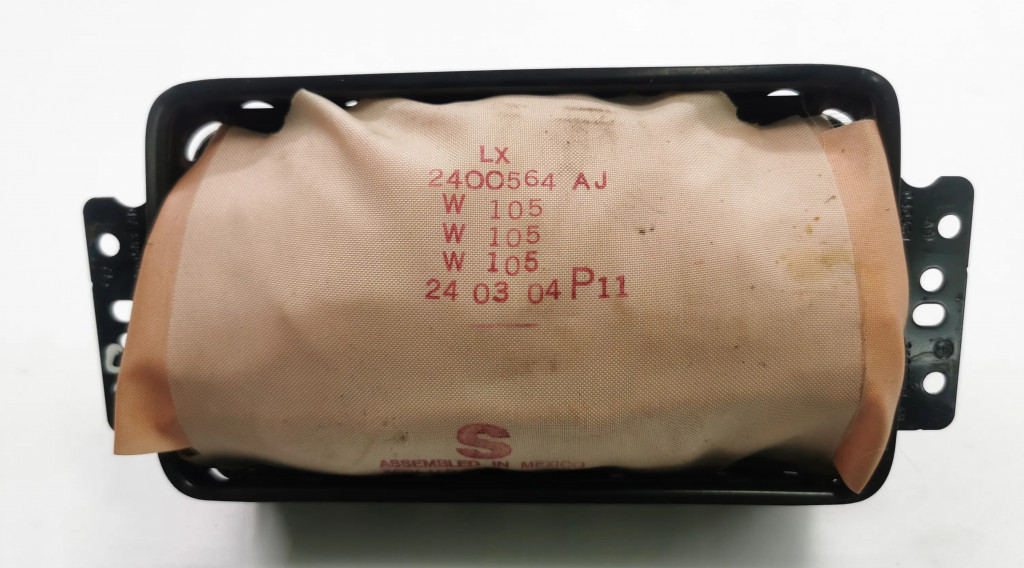 LX
2400564 AJ
W 105
W 105
W 105
24 03 04 P11
S
ASSEMBLED IN MEXICO